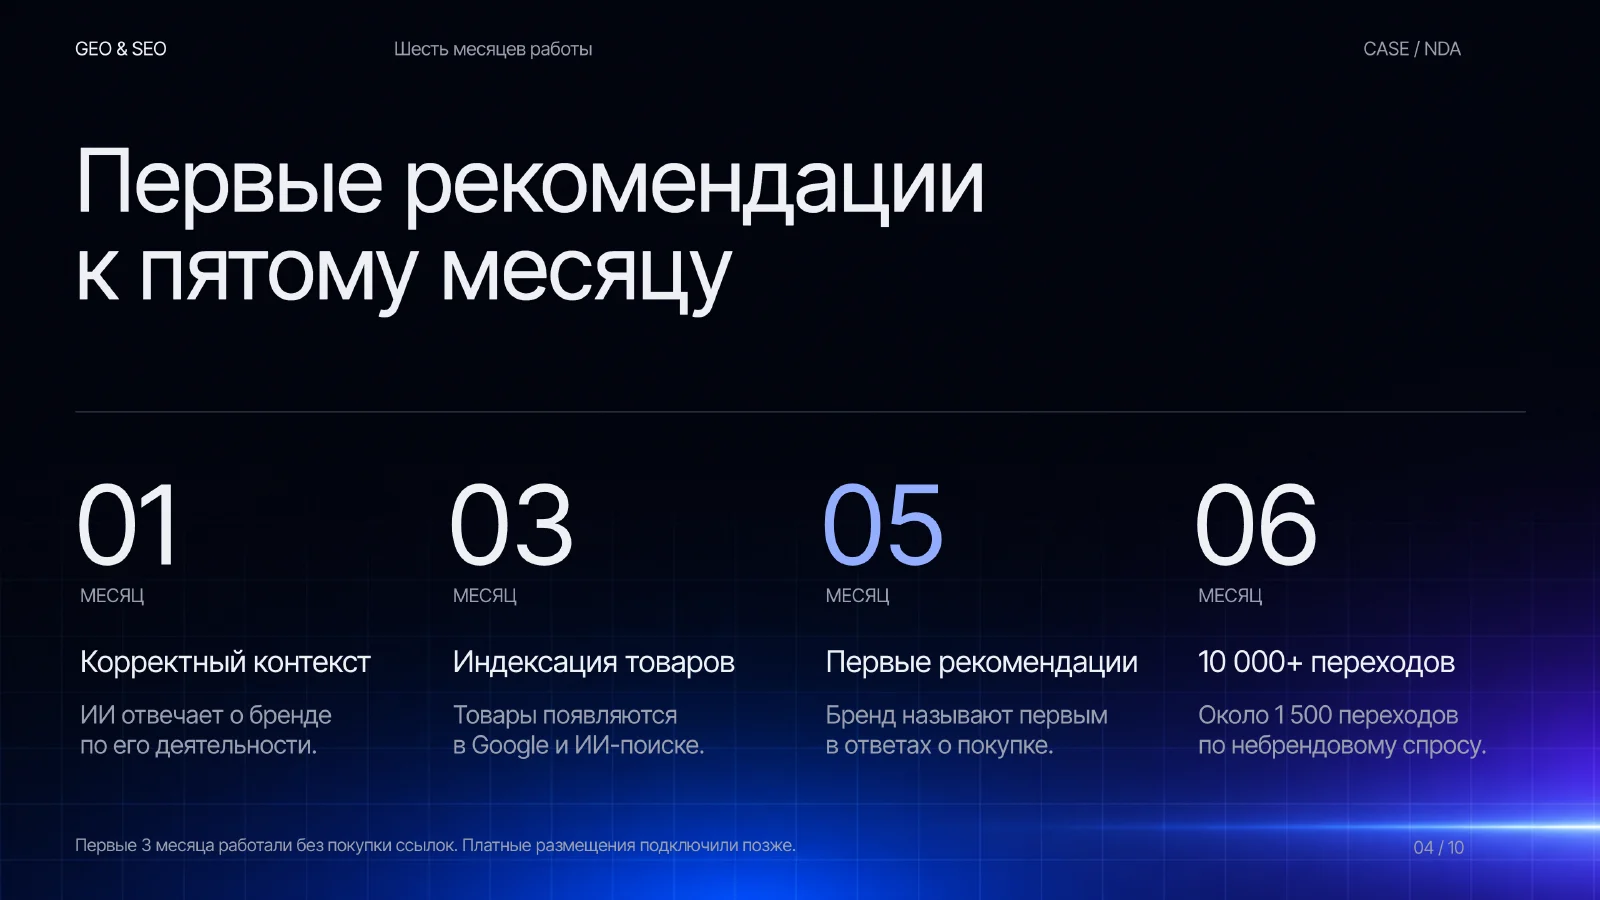 GEO & SEO
Шесть месяцев работы
CASE / NDA
Первые рекомендации
к пятому месяцу
01
МЕСЯЦ
Корректный контекст
ИИ отвечает о бренде
по его деятельности.
03
МЕСЯЦ
Индексация товаров
Товары появляются
в Google и ИИ-поиске.
05
МЕСЯЦ
Первые рекомендации
Бренд называют первым
в ответах о покупке.
06
МЕСЯЦ
10 000+ переходов
Около 1 500 переходов
по небрендовому спросу.
Первые 3 месяца работали без покупки ссылок. Платные размещения подключили позже.
04 / 10